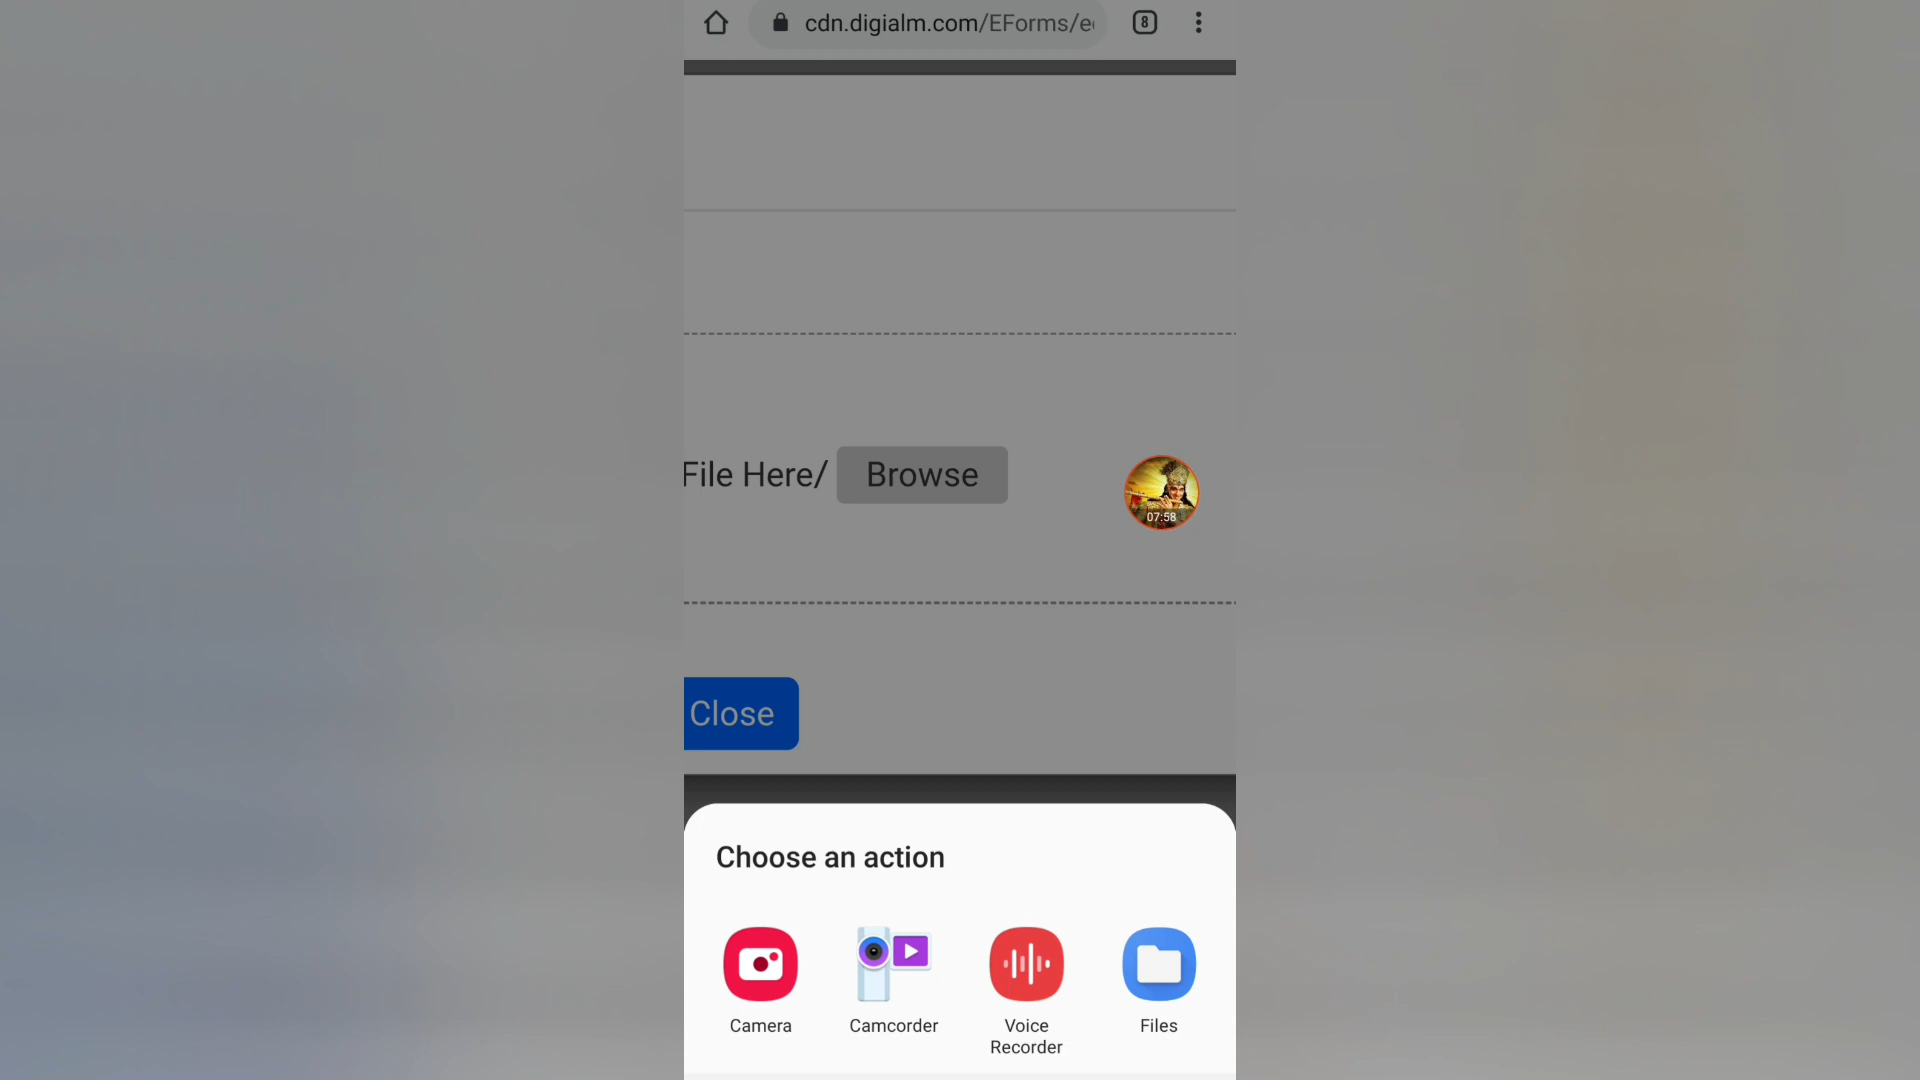 cdn.digialm.com/EForms/e
8
File Here/ Browse
07:58
Close
Choose an action
Camera
Camcorder
Voice
Recorder
Files